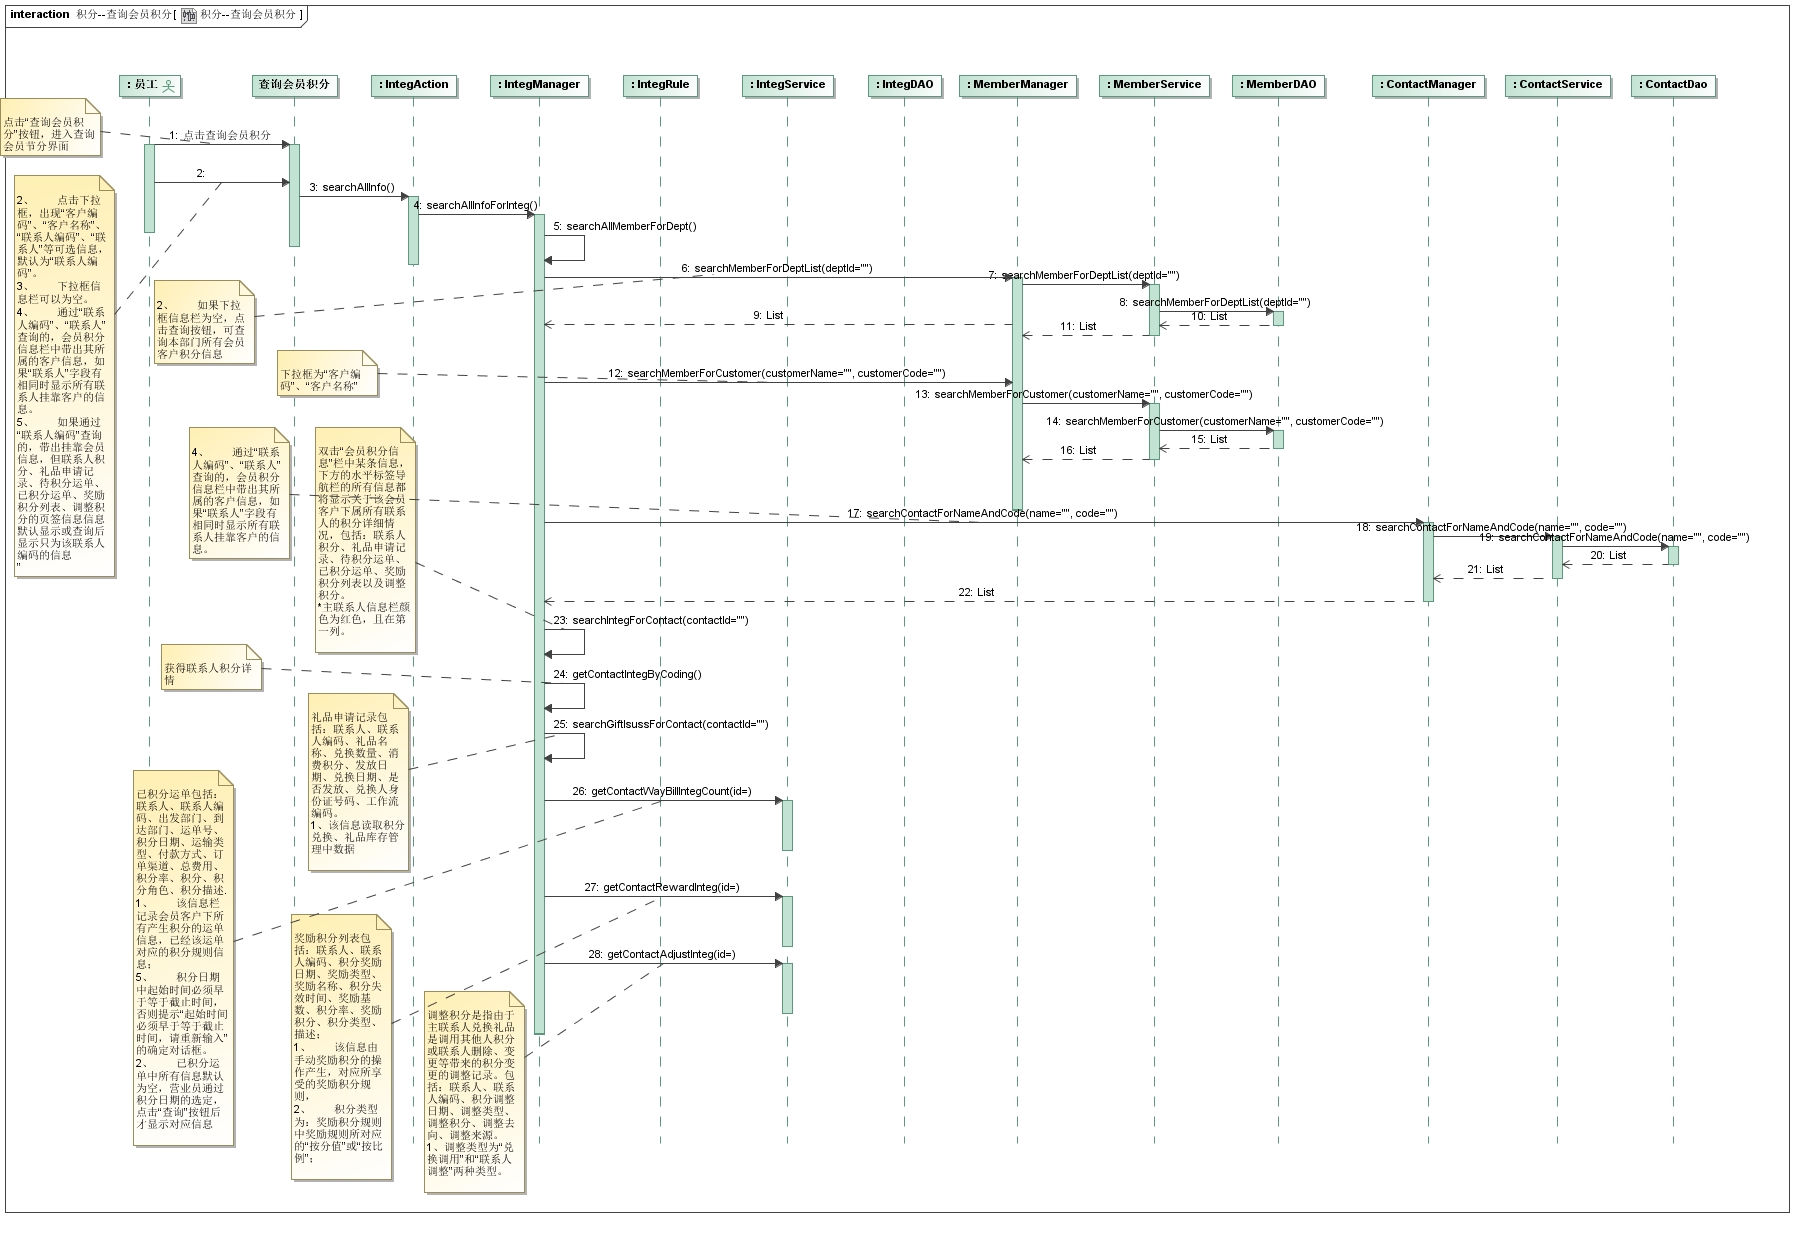 interaction 积分--查询会员积分[ 积分--查询会员积分 ]
: 员工
查询会员积分
: IntegAction
: IntegManager
: IntegRule
: IntegService
: IntegDAO
: MemberManager
: MemberService
: MemberDAO
: ContactManager
: ContactService
: ContactDao
点击“查询会员积
分”按钮，进入查询
会员节分界面
1: 点击查询会员积分
2:
3: searchAllInfo()
4: searchAllInfoForInteg()
5: searchAllMemberForDept()
6: searchMemberForDeptList(deptId="")
7: searchMemberForDeptList(deptId="")
8: searchMemberForDeptList(deptId="")
9: List
10: List
11: List
12: searchMemberForCustomer(customerName="", customerCode="")
13: searchMemberForCustomer(customerName="", customerCode="")
14: searchMemberForCustomer(customerName="", customerCode="")
15: List
16: List
17: searchContactForNameAndCode(name="", code="")
18: searchContactForNameAndCode(name="", code="")
19: searchContactForNameAndCode(name="", code="")
20: List
21: List
22: List
23: searchIntegForContact(contactId="")
24: getContactIntegByCoding()
25: searchGiftIsussForContact(contactId="")
26: getContactWayBillIntegCount(id=)
27: getContactRewardInteg(id=)
28: getContactAdjustInteg(id=)
2、 点击下拉
框，出现“客户编
码”、“客户名称”、
“联系人编码”、“联
系人”等可选信息，
默认为“联系人编
码”。
3、 下拉框信
息栏可以为空。
4、 通过“联系
人编码”、“联系人”
查询的，会员积分
信息栏中带出其所
属的客户信息，如
果“联系人”字段有
相同时显示所有联
系人挂靠客户的信
息。
5、 如果通过
“联系人编码”查询
的，带出挂靠会员
信息，但联系人积
分、礼品申请记
录、待积分运单、
已积分运单、奖励
积分列表、调整积
分的页签信息信息
默认显示或查询后
显示只为该联系人
编码的信息
”
2、 如果下拉
框信息栏为空，点
击查询按钮，可查
询本部门所有会员
客户积分信息
下拉框为“客户编
码”、“客户名称”
4、 通过“联系
人编码”、“联系人”
查询的，会员积分
信息栏中带出其所
属的客户信息，如
果“联系人”字段有
相同时显示所有联
系人挂靠客户的信
息。
双击“会员积分信
息”栏中某条信息，
下方的水平标签导
航栏的所有信息都
将显示关于该会员
客户下属所有联系
人的积分详细情
况，包括：联系人
积分、礼品申请记
录、待积分运单、
已积分运单、奖励
积分列表以及调整
积分。
*主联系人信息栏颜
色为红色，且在第
一列。
获得联系人积分详
情
礼品申请记录包
括：联系人、联系
人编码、礼品名
称、兑换数量、消
费积分、发放日
期、兑换日期、是
否发放、兑换人身
份证号码、工作流
编码。
1、该信息读取积分
兑换、礼品库存管
理中数据
已积分运单包括：
联系人、联系人编
码、出发部门、到
达部门、运单号、
积分日期、运输类
型、付款方式、订
单渠道、总费用、
积分率、积分、积
分角色、积分描述.
1、 该信息栏
记录会员客户下所
有产生积分的运单
信息，已经该运单
对应的积分规则信
息；
5、 积分日期
中起始时间必须早
于等于截止时间，
否则提示“起始时间
必须早于等于截止
时间，请重新输入”
的确定对话框。
2、 已积分运
单中所有信息默认
为空，营业员通过
积分日期的选定，
点击“查询”按钮后
才显示对应信息
奖励积分列表包
括：联系人、联系
人编码、积分奖励
日期、奖励类型、
奖励名称、积分失
效时间、奖励基
数、积分率、奖励
积分、积分类型、
描述；
1、 该信息由
手动奖励积分的操
作产生，对应所享
受的奖励积分规
则，
2、 积分类型
为：奖励积分规则
中奖励规则所对应
的“按分值”或“按比
例”；
调整积分是指由于
主联系人兑换礼品
是调用其他人积分
或联系人删除、变
更等带来的积分变
更的调整记录。包
括：联系人、联系
人编码、积分调整
日期、调整类型、
调整积分、调整去
向、调整来源。
1、调整类型为“兑
换调用”和“联系人
调整”两种类型。